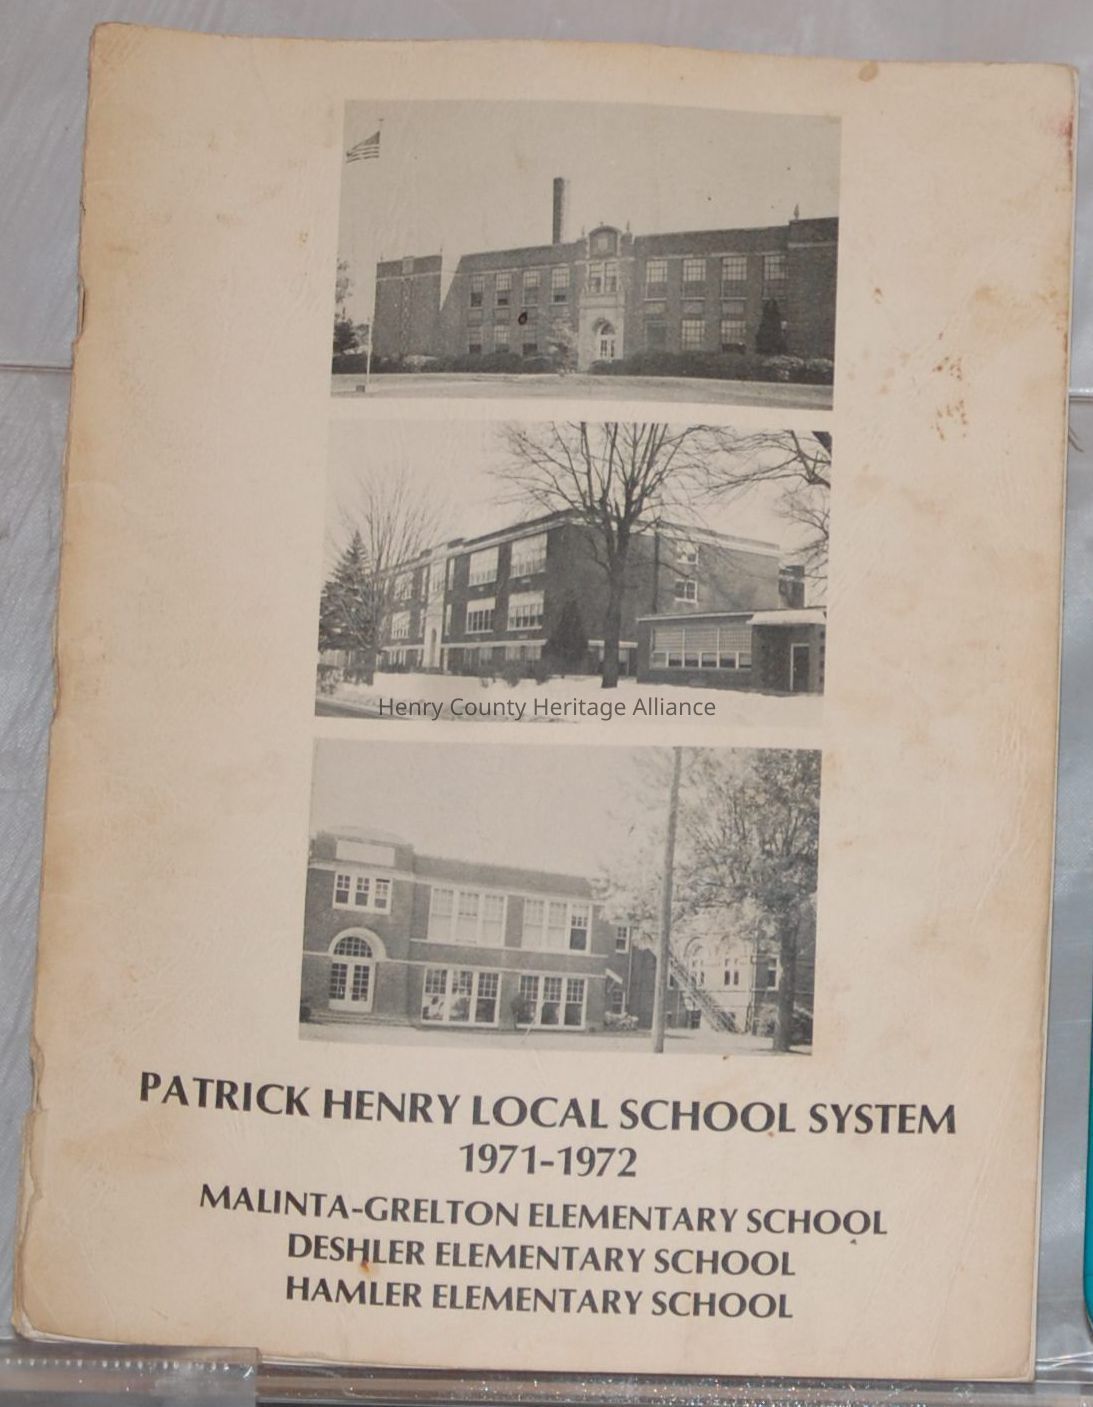 Henry County Heritage Alliance
PATRICK HENRY LOCAL SCHOOL SYSTEM
1971-1972
MALINTA-GRELTON ELEMENTARY SCHOOL
DESHLER ELEMENTARY SCHOOL
HAMLER ELEMENTARY SCHOOL